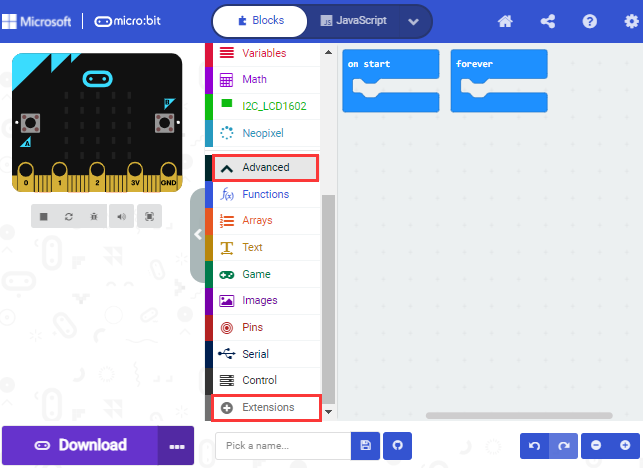 Microsoft
micro:bit
Blocks
JavaScript
B
A
0
1
2
3V
GND
Variables
Math
I2C_LCD1602
Neopixel
Advanced
Functions
Arrays
Text
Game
Images
Pins
Serial
Control
Extensions
on start
forever
Download
Pick a name...